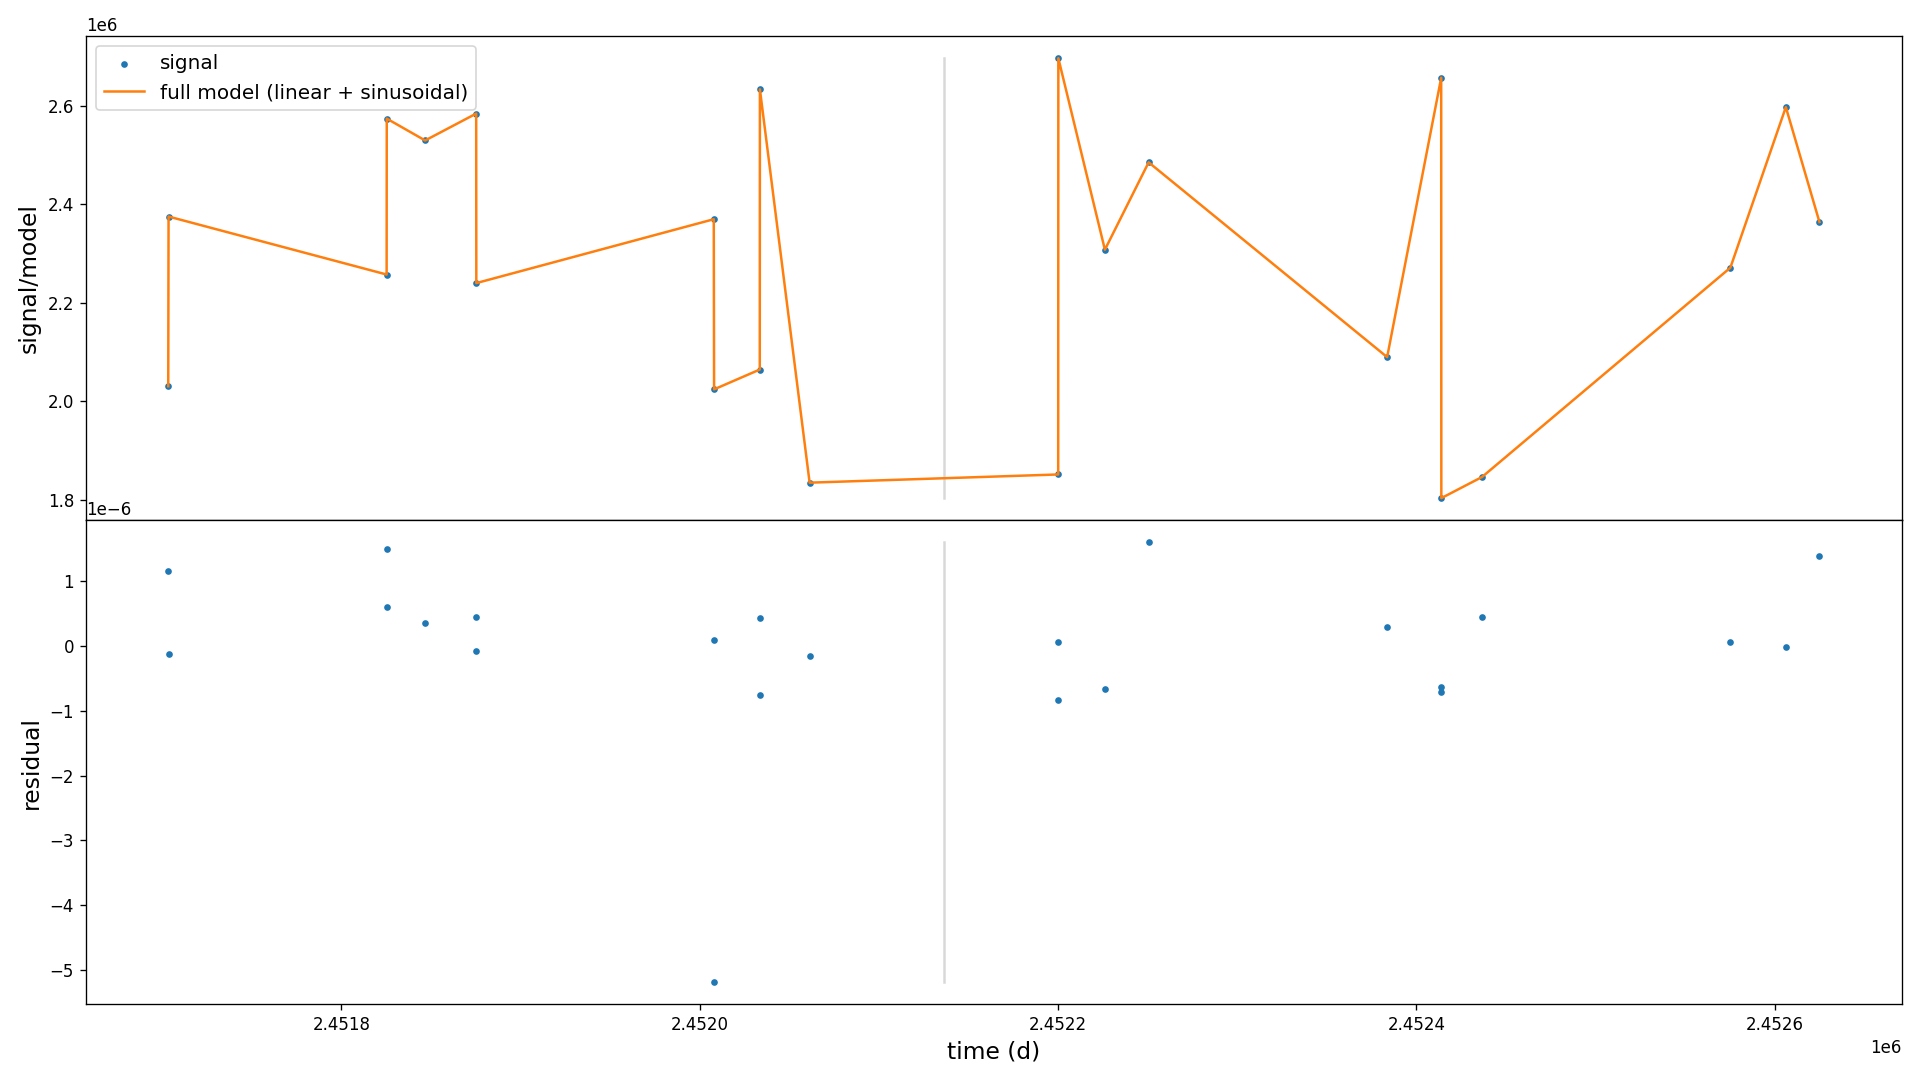 1e6
signal
full model (linear + sinusoidal)
2.6
2.4
2.2
2.0
1.8
signal/model
1e−6
1
0
−1
−2
−3
−4
−5
residual
2.4518
2.4520
2.4522
2.4524
2.4526
1e6
time (d)